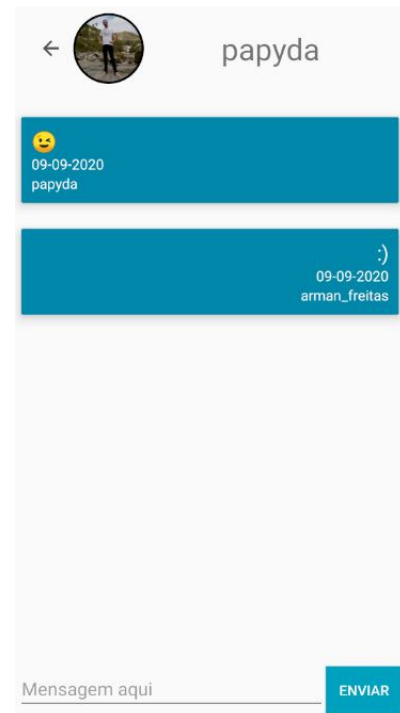 papyda
😉
09-09-2020
papyda
:)
09-09-2020
arman_freitas
Mensagem aqui
ENVIAR